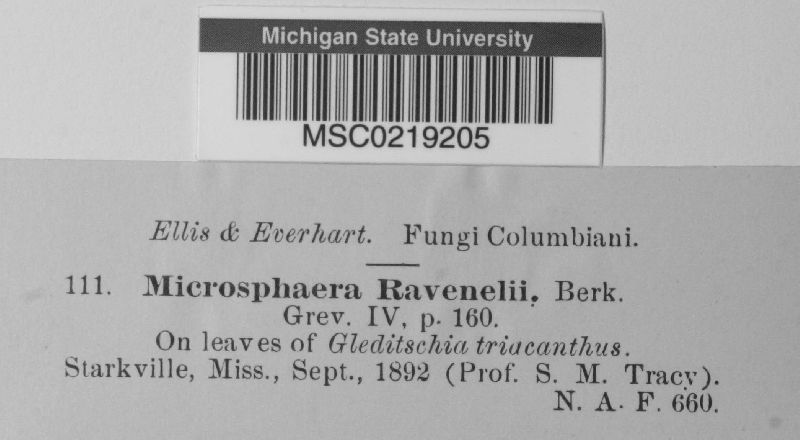 Michigan State University
MSC0219205
Ellis & Everhart. Fungi Columbiani.
111. Microsphaera Ravenelii, Berk.
Grev. IV, p. 160.
On leaves of Gleditschia triacanthus.
Starkville, Miss., Sept., 1892 (Prof. S. M. Tracy).
N. A. F. 660.